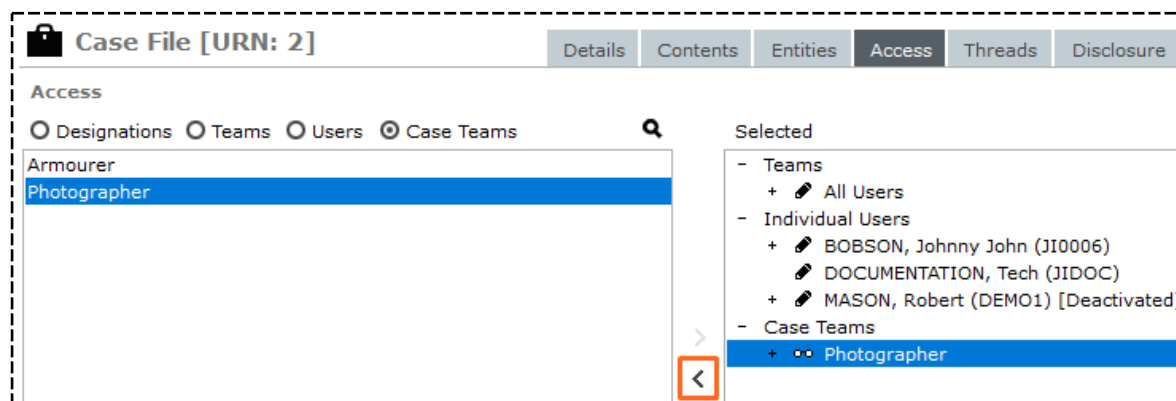 Case File [URN: 2]
Details Contents Entities Access Threads Disclosure
Access
Designations Teams Users Case Teams
Selected
Armourer
Photographer
- Teams
+ All Users
- Individual Users
+ BOBSON, Johnny John (JI0006)
DOCUMENTATION, Tech (JIDOC)
+ MASON, Robert (DEMO1) [Deactivated]
- Case Teams
+ Photographer
>
<